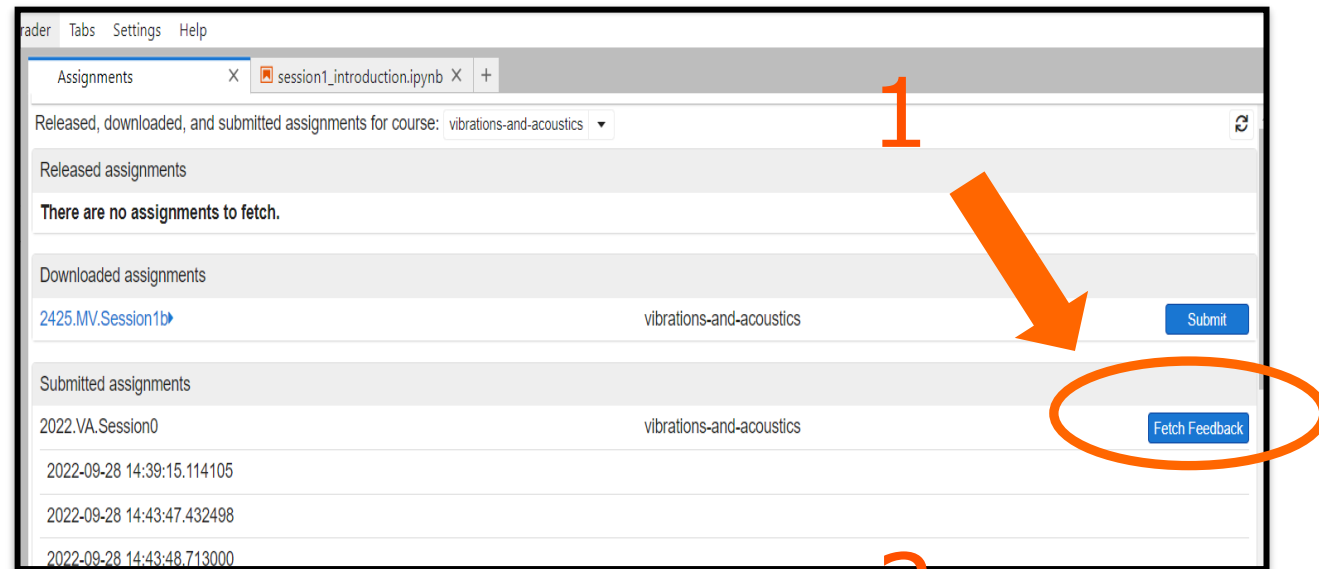 rader Tabs Settings Help
Assignments X session1_introduction.ipynb X +
1
Released, downloaded, and submitted assignments for course: vibrations-and-acoustics
Released assignments
There are no assignments to fetch.
Downloaded assignments
2425.MV.Session1b vibrations-and-acoustics Submit
Submitted assignments
2022.VA.Session0 vibrations-and-acoustics Fetch Feedback
2022-09-28 14:39:15.114105
2022-09-28 14:43:47.432498
2022-09-28 14:43:48.713000